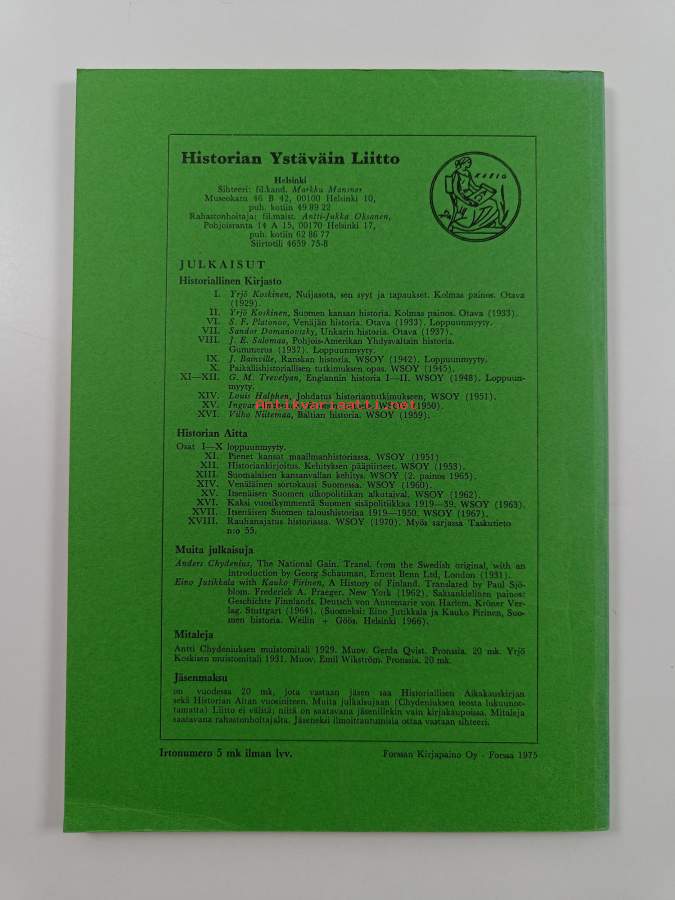 Historian Ystäväin Liitto
KLEIO
Helsinki
Sihteeri: fil.kand. Markku Mansner
Museokatu 46 B 42, 00100 Helsinki 10,
puh. kotiin 49 89 22
Rahastonhoitaja: fil.maist. Antti-Jukka Oksanen,
Pohjoisranta 14 A 15, 00170 Helsinki 17,
puh. kotiin 62 86 77
Siirtotili 4659 75-8
JULKAISUT
Historiallinen Kirjasto
I. Yrjö Koskinen, Nuijasota, sen syyt ja tapaukset. Kolmas painos. Otava
(1929).
II. Yrjö Koskinen, Suomen kansan historia. Kolmas painos. Otava (1933).
VI. S. F. Platonov, Venäjän historia. Otava (1933). Loppuunmyyty.
VII. Sandor Domanovszky, Unkarin historia. Otava (1937).
VIII. J. E. Salomaa, Pohjois-Amerikan Yhdysvaltain historia.
Gummerus (1937). Loppuunmyyty.
IX. J. Bainville, Ranskan historia. WSOY (1942). Loppuunmyyty.
X. Paikallishistoriallisen tutkimuksen opas. WSOY (1945).
XI—XII. G. M. Trevelyan, Englannin historia I—II. WSOY (1948). Loppuun-
myyty.
XIV. Louis Halphen, Johdatus historiantutkimukseen, WSOY (1951).
XV. Ingvar WSOY (1950).
antikvariaatti.net
XVI. Vilho Niitemaa, Baltian historia. WSOY (1959).
Historian Aitta
Osat I—X loppuunmyyty.
XI. Pienet kansat maailmanhistoriassa. WSOY (1951)
XII. Historiankirjoitus. Kehityksen pääpiirteet. WSOY (1953).
XIII. Suomalaisen kansanvallan kehitys. WSOY (2. painos 1965).
XIV. Venäläinen sortokausi Suomessa. WSOY (1960).
XV. Itsenäisen Suomen ulkopolitiikan alkutaival. WSOY (1962).
XVI. Kaksi vuosikymmentä Suomen sisäpolitiikkaa 1919—39. WSOY (1963).
XVII. Itsenäisen Suomen taloushistoriaa 1919—1950. WSOY (1967).
XVIII. Rauhanajatus historiassa. WSOY (1970). Myös sarjassa Taskutieto
n:o 55.
Muita julkaisuja
Anders Chydenius, The National Gain. Transl. from the Swedish original, with an
introduction by Georg Schauman, Ernest Benn Ltd, London (1931).
Eino Jutikkala with Kauko Pirinen, A History of Finland. Translated by Paul Sjö-
blom. Frederick A. Praeger. New York (1962). Saksankielinen painos:
Geschichte Finnlands. Deutsch von Annemarie von Harlem. Kröner Ver-
lag. Stuttgart (1964). (Suomeksi: Eino Jutikkala ja Kauko Pirinen, Suo-
men historia. Weilin + Göös. Helsinki 1966).
Mitaleja
Antti Chydeniuksen muistomitali 1929. Muov. Gerda Qvist. Pronssia. 20 mk. Yrjö
Koskisen muistomitali 1931. Muov. Emil Wikström. Pronssia. 20 mk.
Jäsenmaksu
on vuodessa 20 mk, jota vastaan jäsen saa Historiallisen Aikakauskirjan
sekä Historian Aitan vuosiniteen. Muita julkaisujaan (Chydeniuksen teosta lukuunot-
tamatta) Liitto ei välitä; niitä on saatavana jäsenillekin vain kirjakaupoista. Mitaleja
saatavana rahastonhoitajalta. Jäseneksi ilmoittautumisia ottaa vastaan sihteeri.
Irtonumero 5 mk ilman lvv.
Forssan Kirjapaino Oy - Forssa 1975